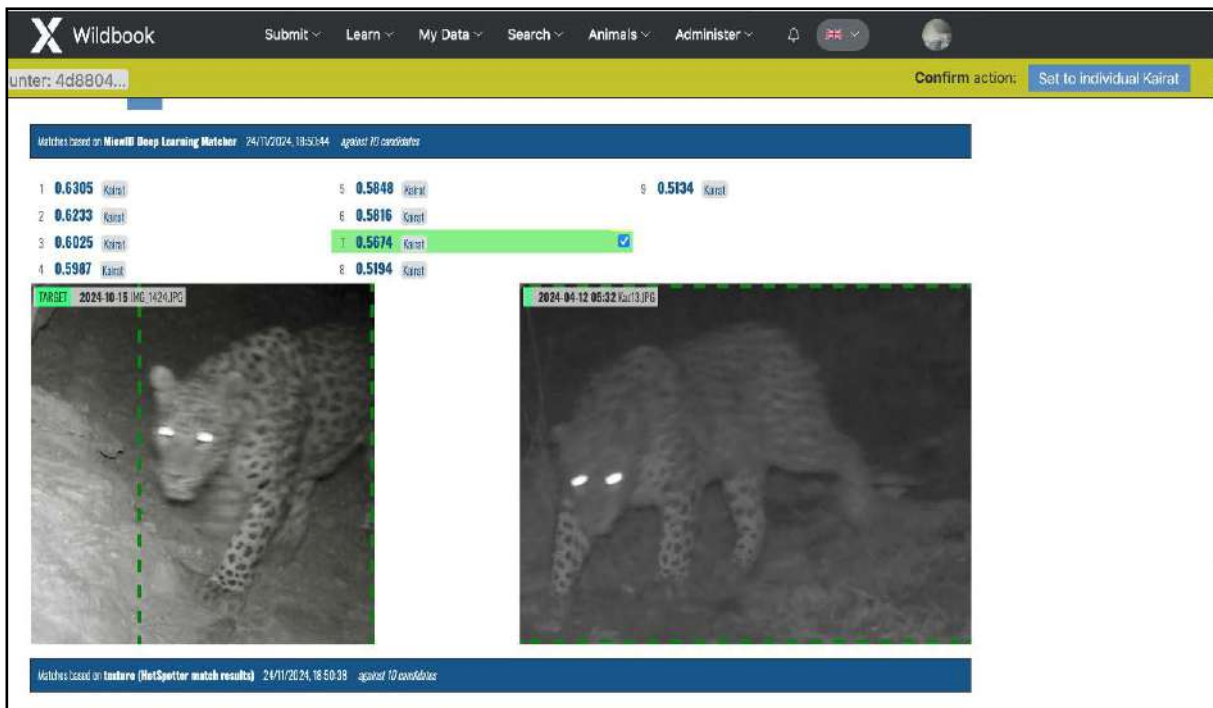 Wildbook Submit Learn My Data Search Animals Administer
unter: 4d8804... Confirm action: Set to individual Kairat
Matches based on MiewID Deep Learning Matcher 24/11/2024, 18:50:44 against 10 candidates
1 0.6305 Kairat
2 0.6233 Kairat
3 0.6025 Kairat
4 0.5987 Kairat
5 0.5848 Kairat
6 0.5816 Kairat
7 0.5674 Kairat
8 0.5194 Kairat
9 0.5134 Kairat
TARGET 2024-10-15 IMG_1424.JPG
2024-04-12 05:32 Kar13.JPG
Matches based on texture (HotSpotter match results) 24/11/2024, 18:50:38 against 10 candidates